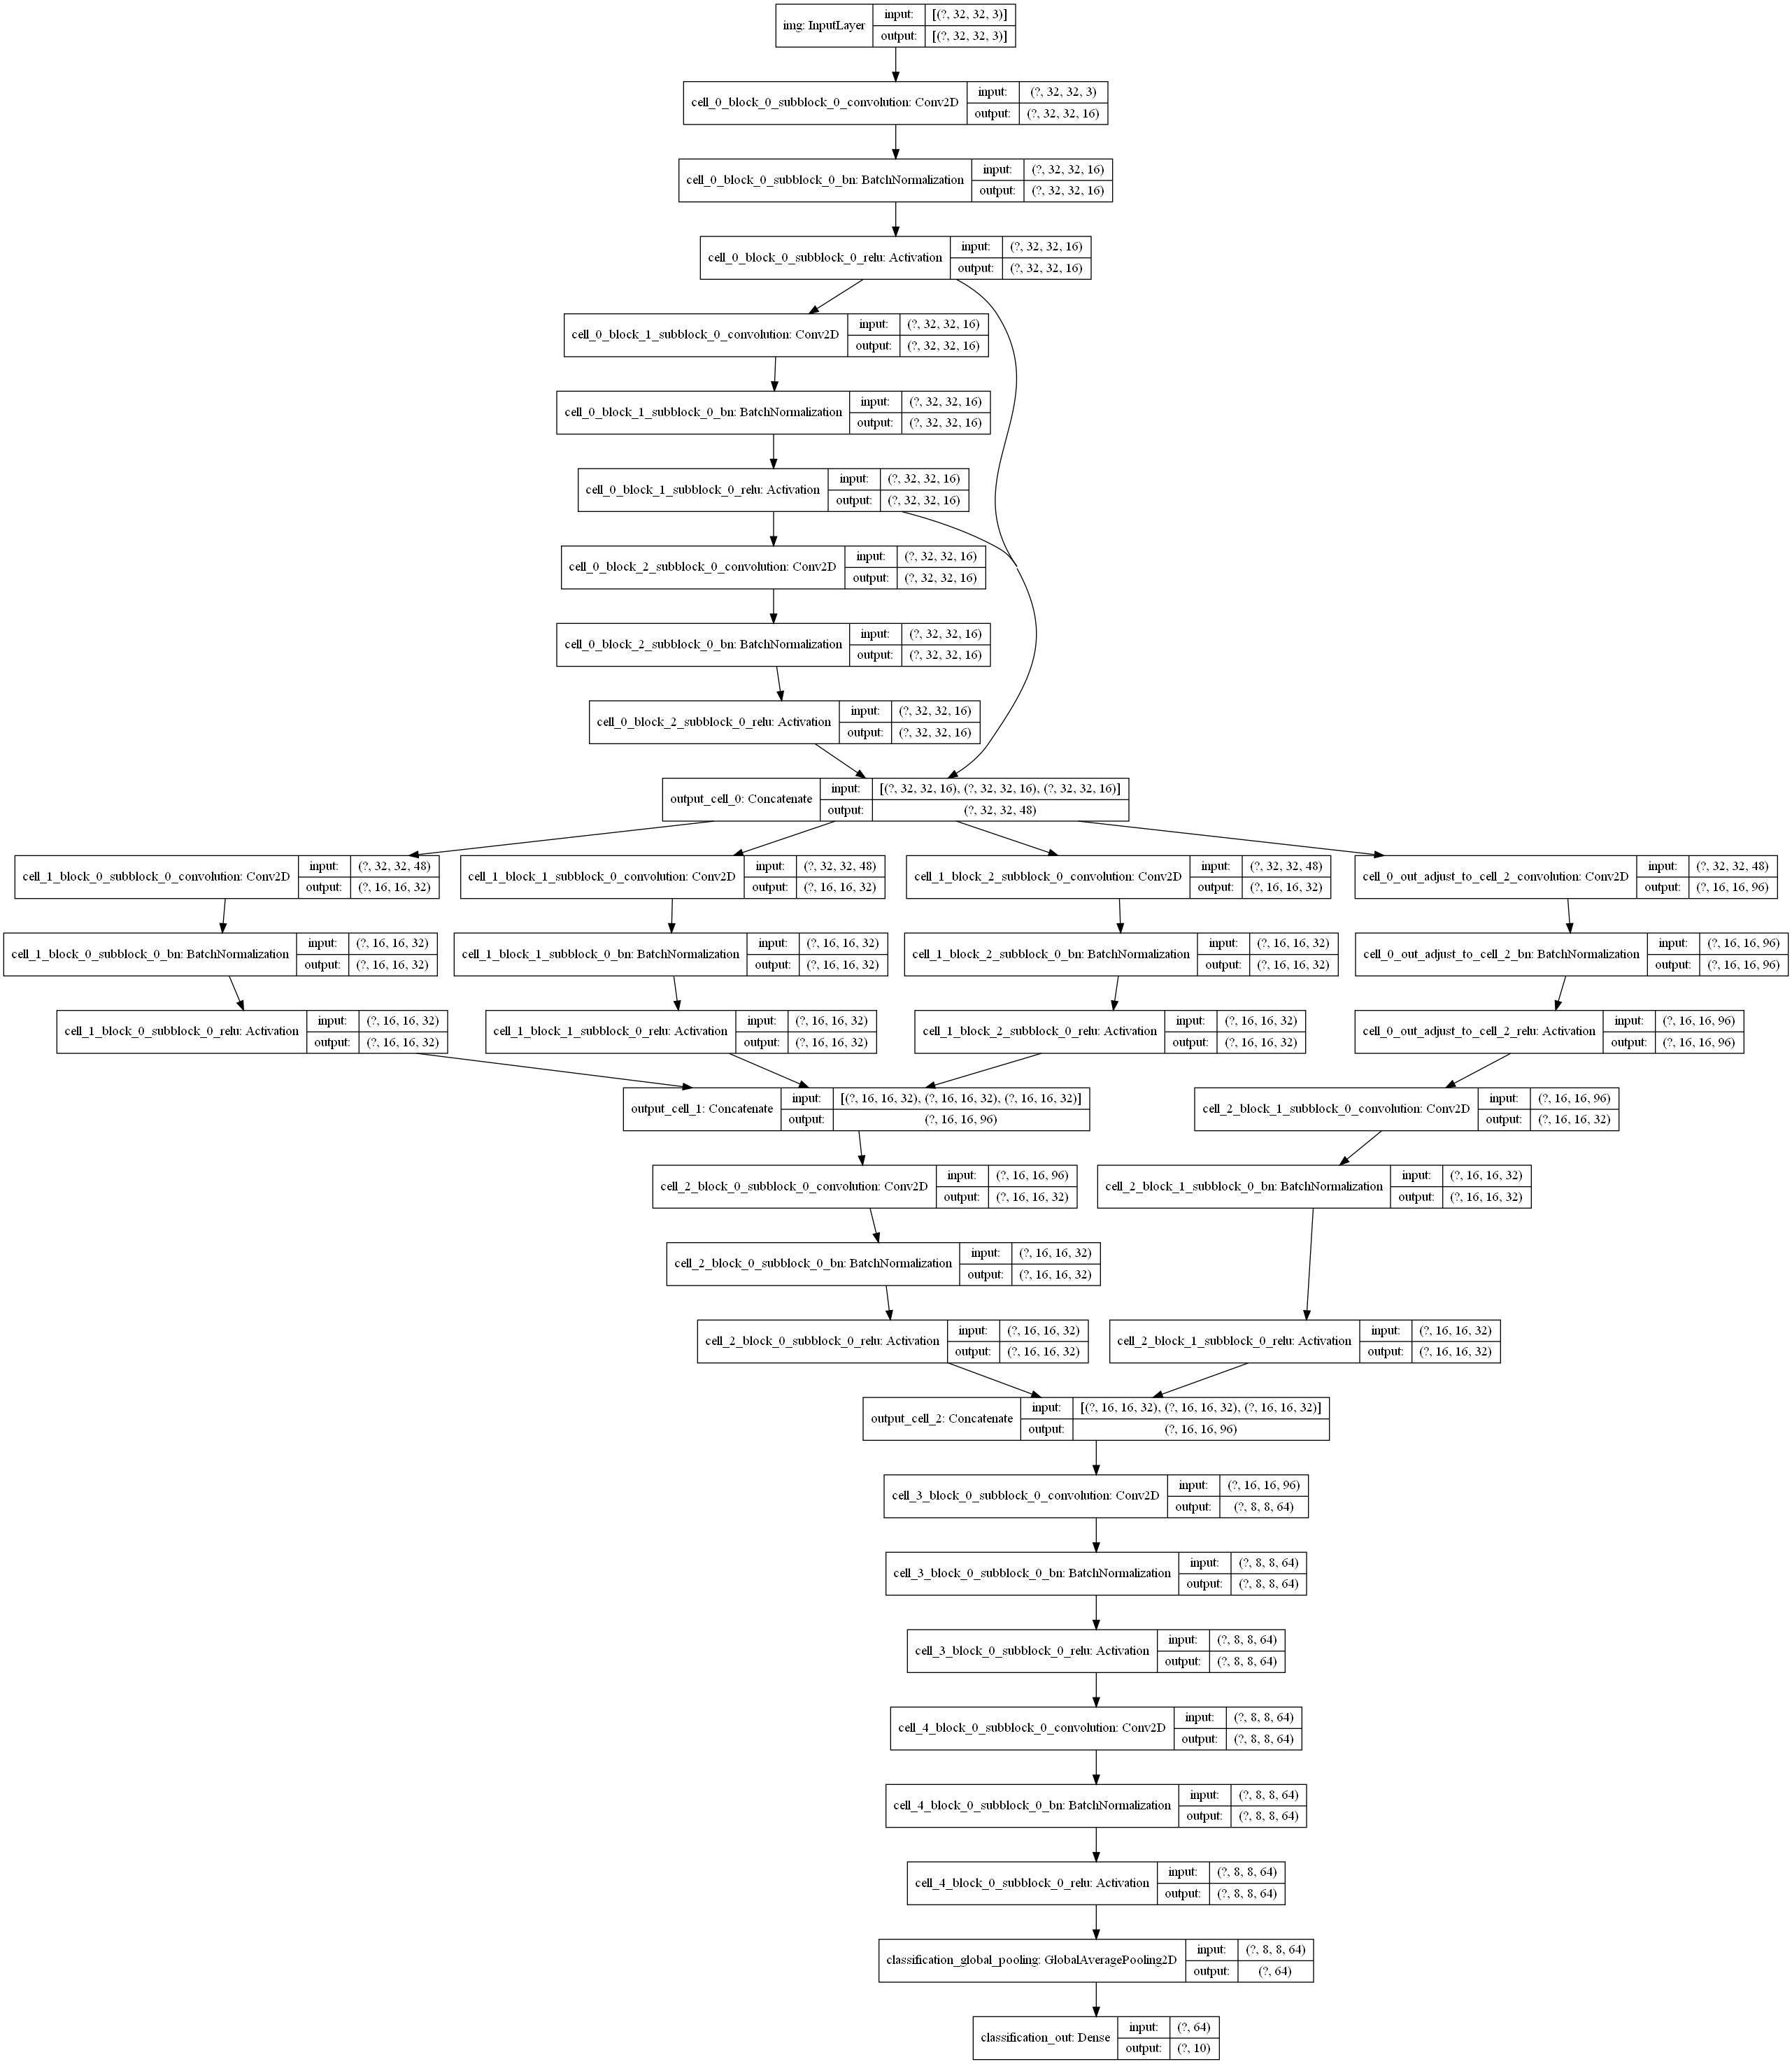 img: InputLayer
input: [(?, 32, 32, 3)]
output: [(?, 32, 32, 3)]
cell_0_block_0_subblock_0_convolution: Conv2D
input: (?, 32, 32, 3)
output: (?, 32, 32, 16)
cell_0_block_0_subblock_0_bn: BatchNormalization
input: (?, 32, 32, 16)
output: (?, 32, 32, 16)
cell_0_block_0_subblock_0_relu: Activation
input: (?, 32, 32, 16)
output: (?, 32, 32, 16)
cell_0_block_1_subblock_0_convolution: Conv2D
input: (?, 32, 32, 16)
output: (?, 32, 32, 16)
cell_0_block_1_subblock_0_bn: BatchNormalization
input: (?, 32, 32, 16)
output: (?, 32, 32, 16)
cell_0_block_1_subblock_0_relu: Activation
input: (?, 32, 32, 16)
output: (?, 32, 32, 16)
cell_0_block_2_subblock_0_convolution: Conv2D
input: (?, 32, 32, 16)
output: (?, 32, 32, 16)
cell_0_block_2_subblock_0_bn: BatchNormalization
input: (?, 32, 32, 16)
output: (?, 32, 32, 16)
cell_0_block_2_subblock_0_relu: Activation
input: (?, 32, 32, 16)
output: (?, 32, 32, 16)
output_cell_0: Concatenate
input: [(?, 32, 32, 16), (?, 32, 32, 16), (?, 32, 32, 16)]
output: (?, 32, 32, 48)
cell_1_block_0_subblock_0_convolution: Conv2D
input: (?, 32, 32, 48)
output: (?, 16, 16, 32)
cell_1_block_1_subblock_0_convolution: Conv2D
input: (?, 32, 32, 48)
output: (?, 16, 16, 32)
cell_1_block_2_subblock_0_convolution: Conv2D
input: (?, 32, 32, 48)
output: (?, 16, 16, 32)
cell_0_out_adjust_to_cell_2_convolution: Conv2D
input: (?, 32, 32, 48)
output: (?, 16, 16, 96)
cell_1_block_0_subblock_0_bn: BatchNormalization
input: (?, 16, 16, 32)
output: (?, 16, 16, 32)
cell_1_block_1_subblock_0_bn: BatchNormalization
input: (?, 16, 16, 32)
output: (?, 16, 16, 32)
cell_1_block_2_subblock_0_bn: BatchNormalization
input: (?, 16, 16, 32)
output: (?, 16, 16, 32)
cell_0_out_adjust_to_cell_2_bn: BatchNormalization
input: (?, 16, 16, 96)
output: (?, 16, 16, 96)
cell_1_block_0_subblock_0_relu: Activation
input: (?, 16, 16, 32)
output: (?, 16, 16, 32)
cell_1_block_1_subblock_0_relu: Activation
input: (?, 16, 16, 32)
output: (?, 16, 16, 32)
cell_1_block_2_subblock_0_relu: Activation
input: (?, 16, 16, 32)
output: (?, 16, 16, 32)
cell_0_out_adjust_to_cell_2_relu: Activation
input: (?, 16, 16, 96)
output: (?, 16, 16, 96)
output_cell_1: Concatenate
input: [(?, 16, 16, 32), (?, 16, 16, 32), (?, 16, 16, 32)]
output: (?, 16, 16, 96)
cell_2_block_1_subblock_0_convolution: Conv2D
input: (?, 16, 16, 96)
output: (?, 16, 16, 32)
cell_2_block_0_subblock_0_convolution: Conv2D
input: (?, 16, 16, 96)
output: (?, 16, 16, 32)
cell_2_block_1_subblock_0_bn: BatchNormalization
input: (?, 16, 16, 32)
output: (?, 16, 16, 32)
cell_2_block_0_subblock_0_bn: BatchNormalization
input: (?, 16, 16, 32)
output: (?, 16, 16, 32)
cell_2_block_0_subblock_0_relu: Activation
input: (?, 16, 16, 32)
output: (?, 16, 16, 32)
cell_2_block_1_subblock_0_relu: Activation
input: (?, 16, 16, 32)
output: (?, 16, 16, 32)
output_cell_2: Concatenate
input: [(?, 16, 16, 32), (?, 16, 16, 32), (?, 16, 16, 32)]
output: (?, 16, 16, 96)
cell_3_block_0_subblock_0_convolution: Conv2D
input: (?, 16, 16, 96)
output: (?, 8, 8, 64)
cell_3_block_0_subblock_0_bn: BatchNormalization
input: (?, 8, 8, 64)
output: (?, 8, 8, 64)
cell_3_block_0_subblock_0_relu: Activation
input: (?, 8, 8, 64)
output: (?, 8, 8, 64)
cell_4_block_0_subblock_0_convolution: Conv2D
input: (?, 8, 8, 64)
output: (?, 8, 8, 64)
cell_4_block_0_subblock_0_bn: BatchNormalization
input: (?, 8, 8, 64)
output: (?, 8, 8, 64)
cell_4_block_0_subblock_0_relu: Activation
input: (?, 8, 8, 64)
output: (?, 8, 8, 64)
classification_global_pooling: GlobalAveragePooling2D
input: (?, 8, 8, 64)
output: (?, 64)
classification_out: Dense
input: (?, 64)
output: (?, 10)